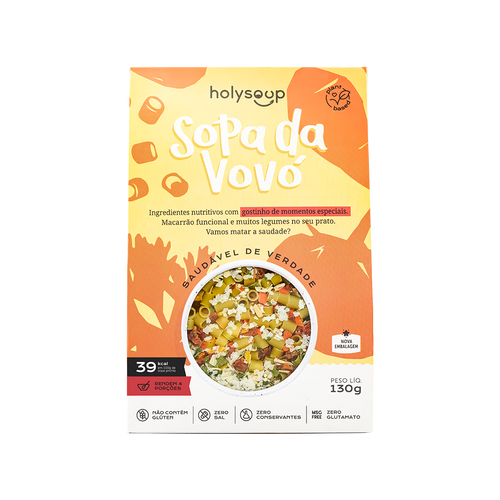 holysoup
plant
based
Sopa da
Vovó
Ingredientes nutritivos com gostinho de momentos especiais.
Macarrão funcional e muitos legumes no seu prato.
Vamos matar a saudade?
SAUDÁVEL DE VERDADE
NOVA
EMBALAGEM
39 kcal
RENDEM 4
PORÇÕES
PESO LÍQ.
130g
NÃO CONTÉM
GLÚTEN
ZERO
SAL
ZERO
CONSERVANTES
MSG
FREE
ZERO
GLUTAMATO